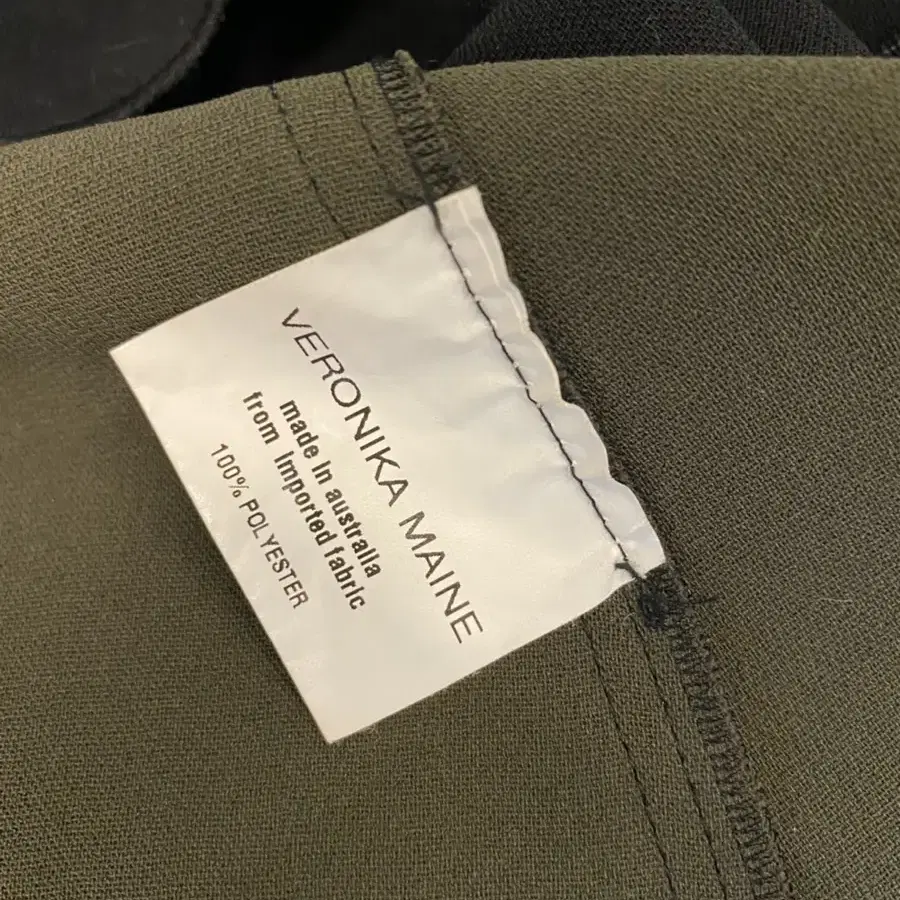 VERONIKA MAINE
made in australia
from imported fabric
100% POLYESTER